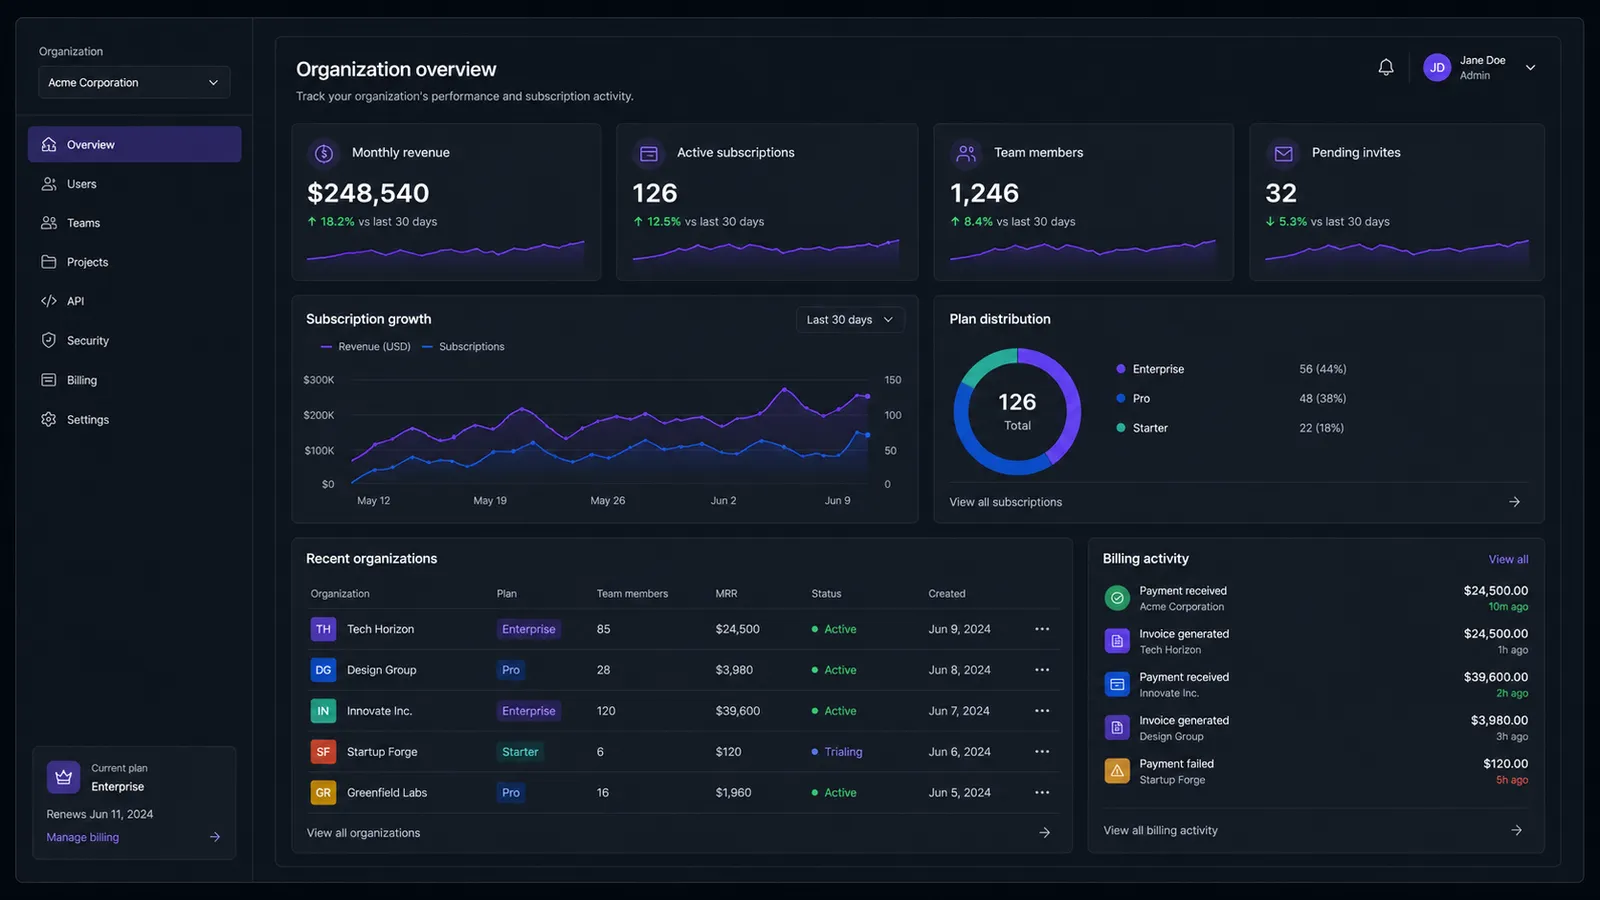 Organization
Acme Corporation
Overview
Users
Teams
Projects
API
Security
Billing
Settings
Current plan
Enterprise
Renews Jun 11, 2024
Manage billing
Organization overview
Track your organization's performance and subscription activity.
JD
Jane Doe
Admin
Monthly revenue
$248,540
↑ 18.2% vs last 30 days
Active subscriptions
126
↑ 12.5% vs last 30 days
Team members
1,246
↑ 8.4% vs last 30 days
Pending invites
32
↓ 5.3% vs last 30 days
Subscription growth
Last 30 days
Revenue (USD) Subscriptions
$300K 150
$200K 100
$100K 50
$0 0
May 12 May 19 May 26 Jun 2 Jun 9
Plan distribution
126
Total
Enterprise 56 (44%)
Pro 48 (38%)
Starter 22 (18%)
View all subscriptions
Recent organizations
Organization Plan Team members MRR Status Created
TH Tech Horizon Enterprise 85 $24,500 Active Jun 9, 2024
DG Design Group Pro 28 $3,980 Active Jun 8, 2024
IN Innovate Inc. Enterprise 120 $39,600 Active Jun 7, 2024
SF Startup Forge Starter 6 $120 Trialing Jun 6, 2024
GR Greenfield Labs Pro 16 $1,960 Active Jun 5, 2024
View all organizations
Billing activity View all
Payment received $24,500.00
Acme Corporation 10m ago
Invoice generated $24,500.00
Tech Horizon 1h ago
Payment received $39,600.00
Innovate Inc. 2h ago
Invoice generated $3,980.00
Design Group 3h ago
Payment failed $120.00
Startup Forge 5h ago
View all billing activity